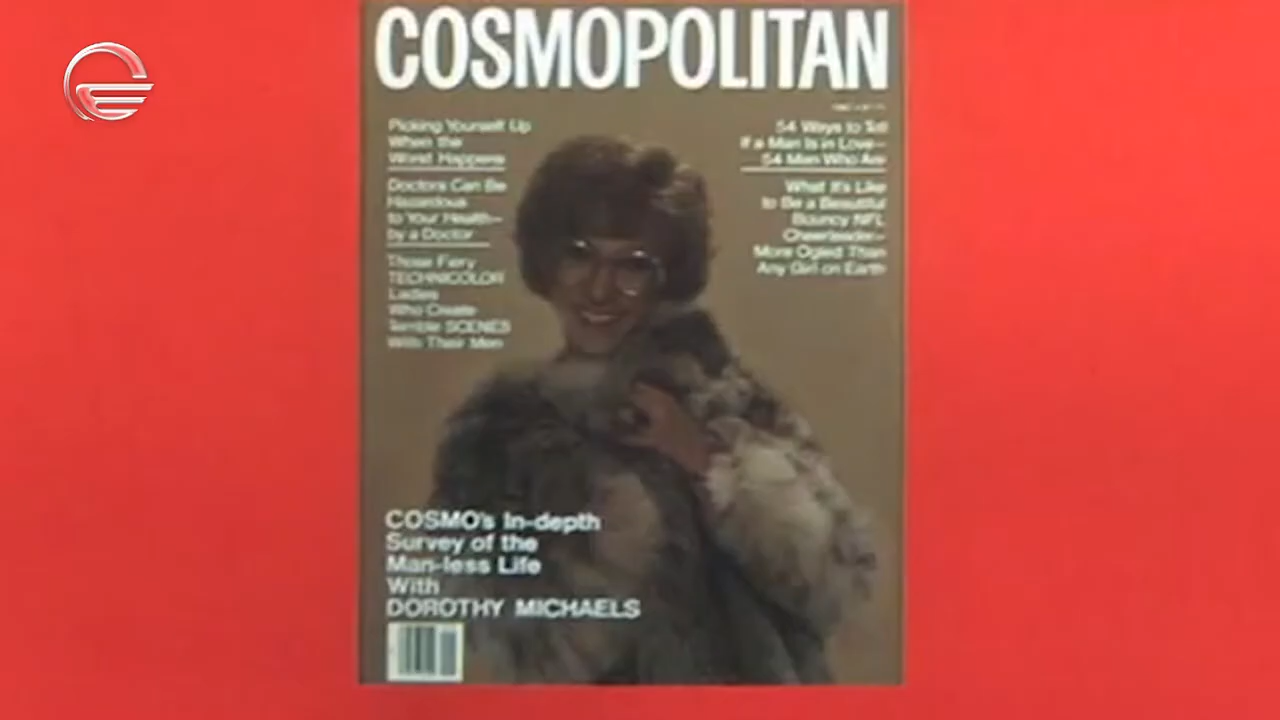 COSMOPOLITAN
Picking Yourself Up
When the
Worst Happens
Doctors Can Be
Hazardous
to Your Health—
by a Doctor
Those Fiery
TECHNICOLOR
Ladies
Who Create
Terrible SCENES
With Their Men
54 Ways to Tell
If a Man Is in Love—
54 Men Who Are
What It's Like
to Be a Beautiful
Bouncy NFL
Cheerleader—
More Ogled Than
Any Girl on Earth
COSMO's In-depth
Survey of the
Man-less Life
With
DOROTHY MICHAELS